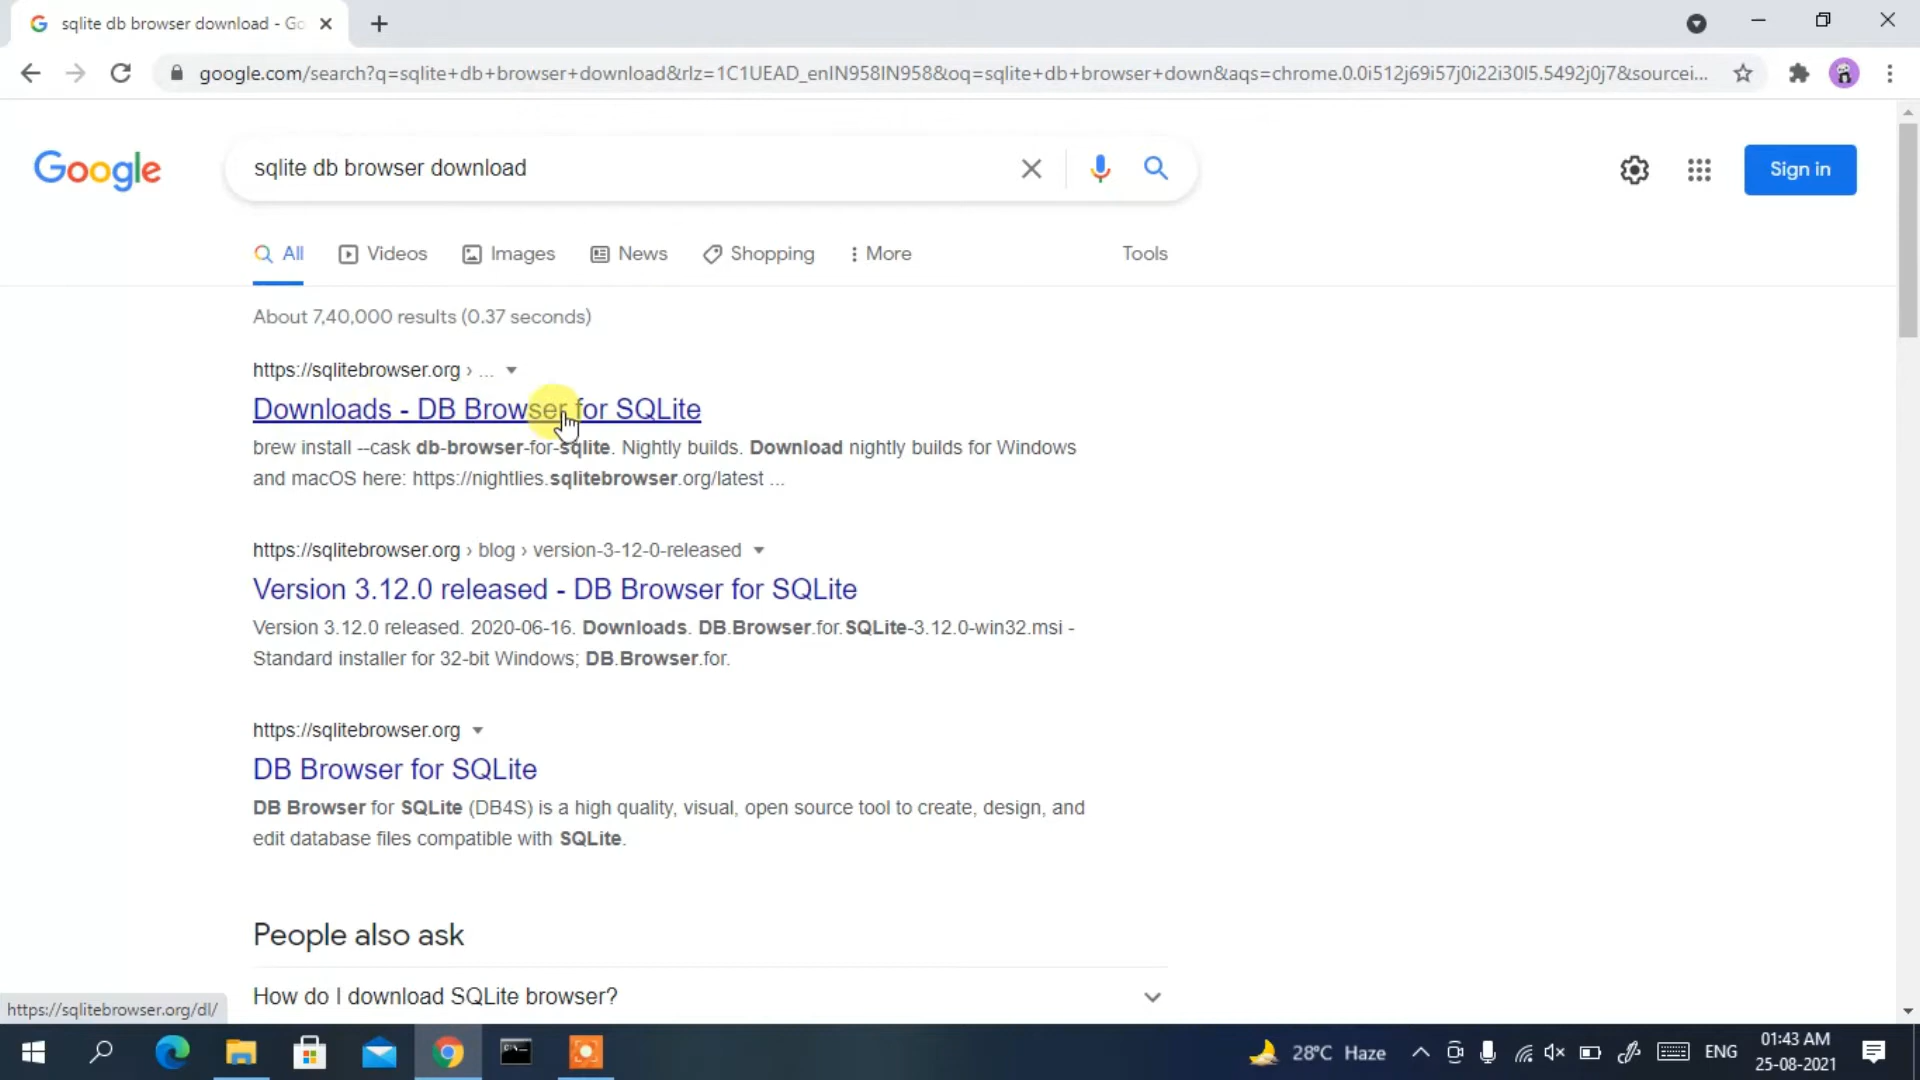 sqlite db browser download - Go
google.com/search?q=sqlite+db+browser+download&rlz=1C1UEAD_enIN958IN958&oq=sqlite+db+browser+down&aqs=chrome.0.0i512j69i57j0i22i30l5.5492j0j7&sourcei...
Google
sqlite db browser download
Sign in
All
Videos
Images
News
Shopping
More
Tools
About 7,40,000 results (0.37 seconds)
https://sqlitebrowser.org › ...
Downloads - DB Browser for SQLite
brew install --cask db-browser-for-sqlite. Nightly builds. Download nightly builds for Windows
and macOS here: https://nightlies.sqlitebrowser.org/latest ...
https://sqlitebrowser.org › blog › version-3-12-0-released
Version 3.12.0 released - DB Browser for SQLite
Version 3.12.0 released. 2020-06-16. Downloads. DB.Browser.for.SQLite-3.12.0-win32.msi -
Standard installer for 32-bit Windows; DB.Browser.for.
https://sqlitebrowser.org
DB Browser for SQLite
DB Browser for SQLite (DB4S) is a high quality, visual, open source tool to create, design, and
edit database files compatible with SQLite.
People also ask
How do I download SQLite browser?
https://sqlitebrowser.org/dl/
28°C Haze
ENG
01:43 AM
25-08-2021